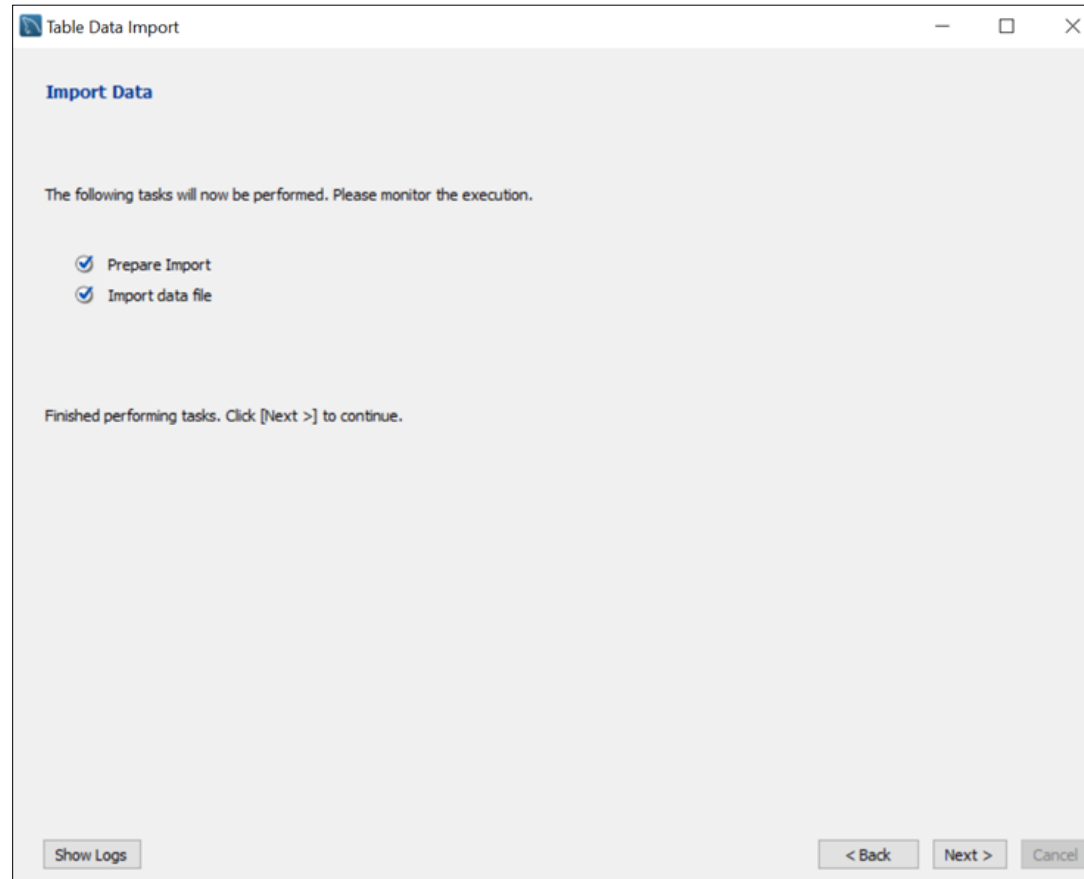 Table Data Import
Import Data
The following tasks will now be performed. Please monitor the execution.
Prepare Import
Import data file
Finished performing tasks. Click [Next >] to continue.
Show Logs
< Back
Next >
Cancel